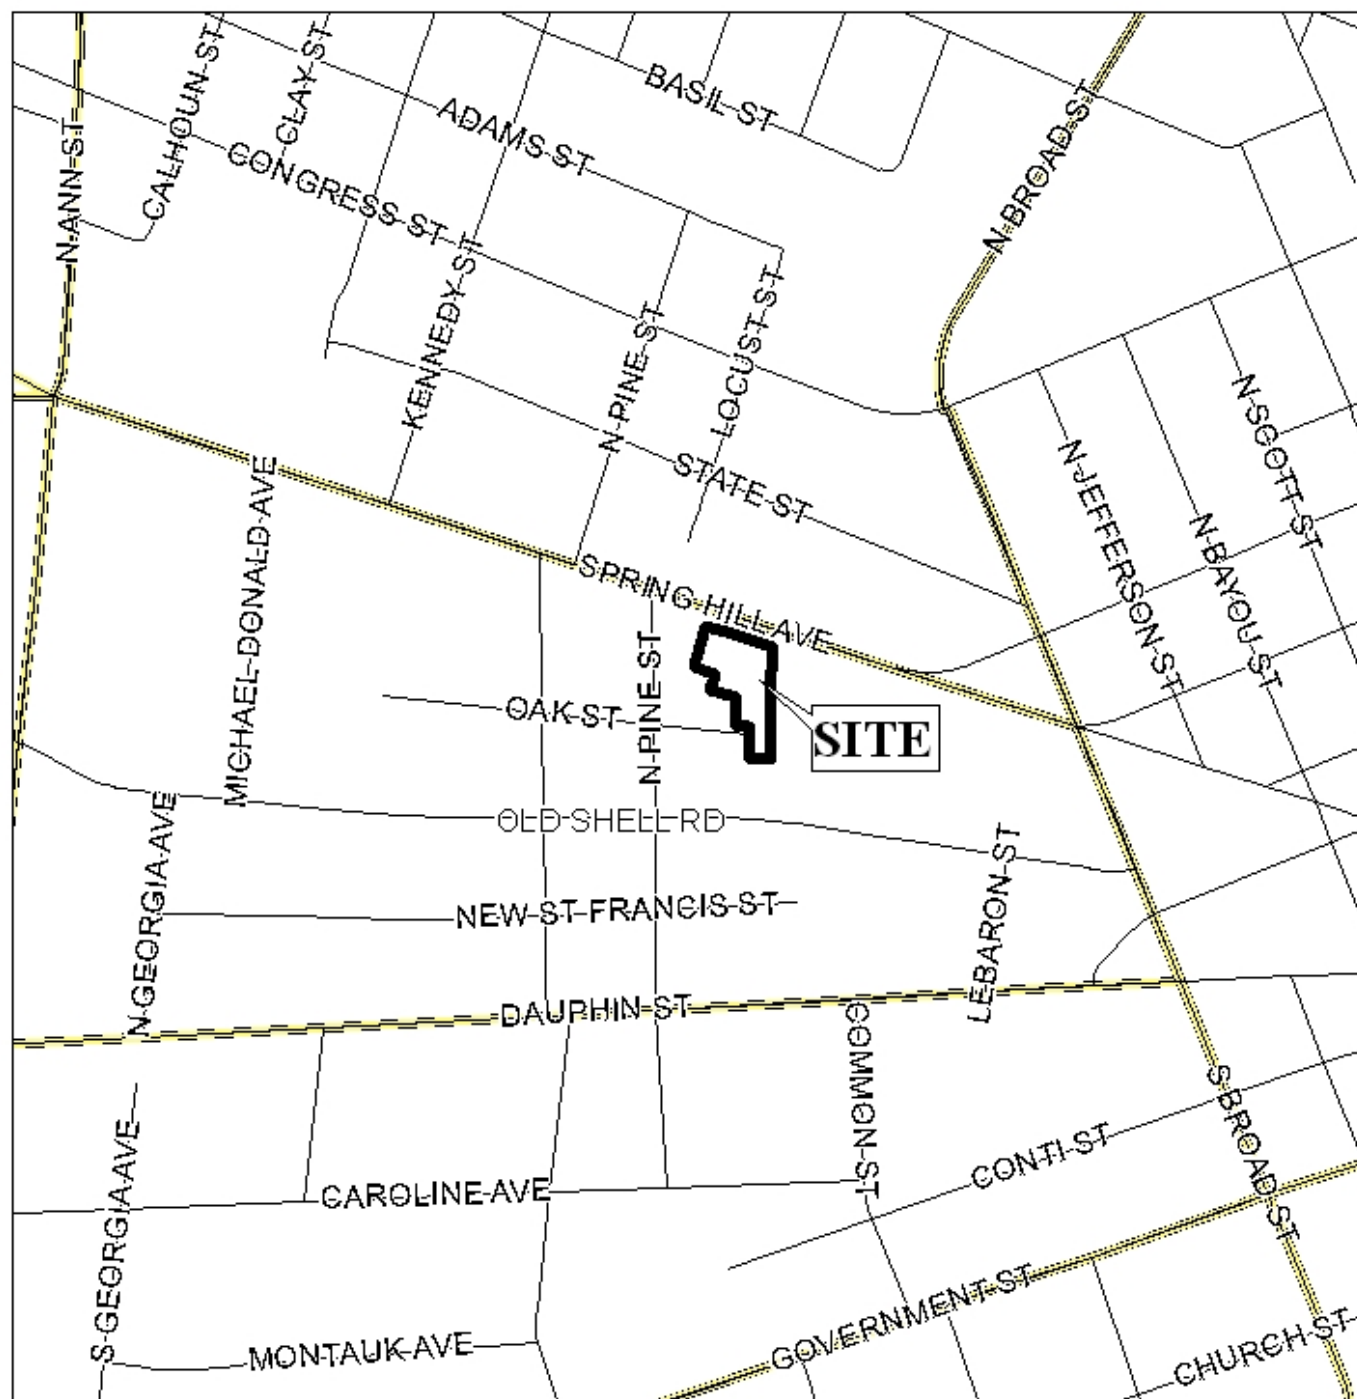 CALHOUN ST
CLAY ST
BASIL ST
ADAMS ST
N BROAD ST
N ANN ST
CONGRESS ST
KENNEDY ST
N PINE ST
LOCUST ST
N SCOTT ST
STATE ST
N JEFFERSON ST
N BAYOU ST
MICHAEL DONALD AVE
SPRING HILL AVE
N PINE ST
OAK ST
SITE
OLD SHELL RD
N GEORGIA AVE
LEBARON ST
NEW ST FRANCIS ST
DAUPHIN ST
COMMON ST
S BROAD ST
CONTI ST
CAROLINE AVE
S GEORGIA AVE
GOVERNMENT ST
MONTAUK AVE
CHURCH ST